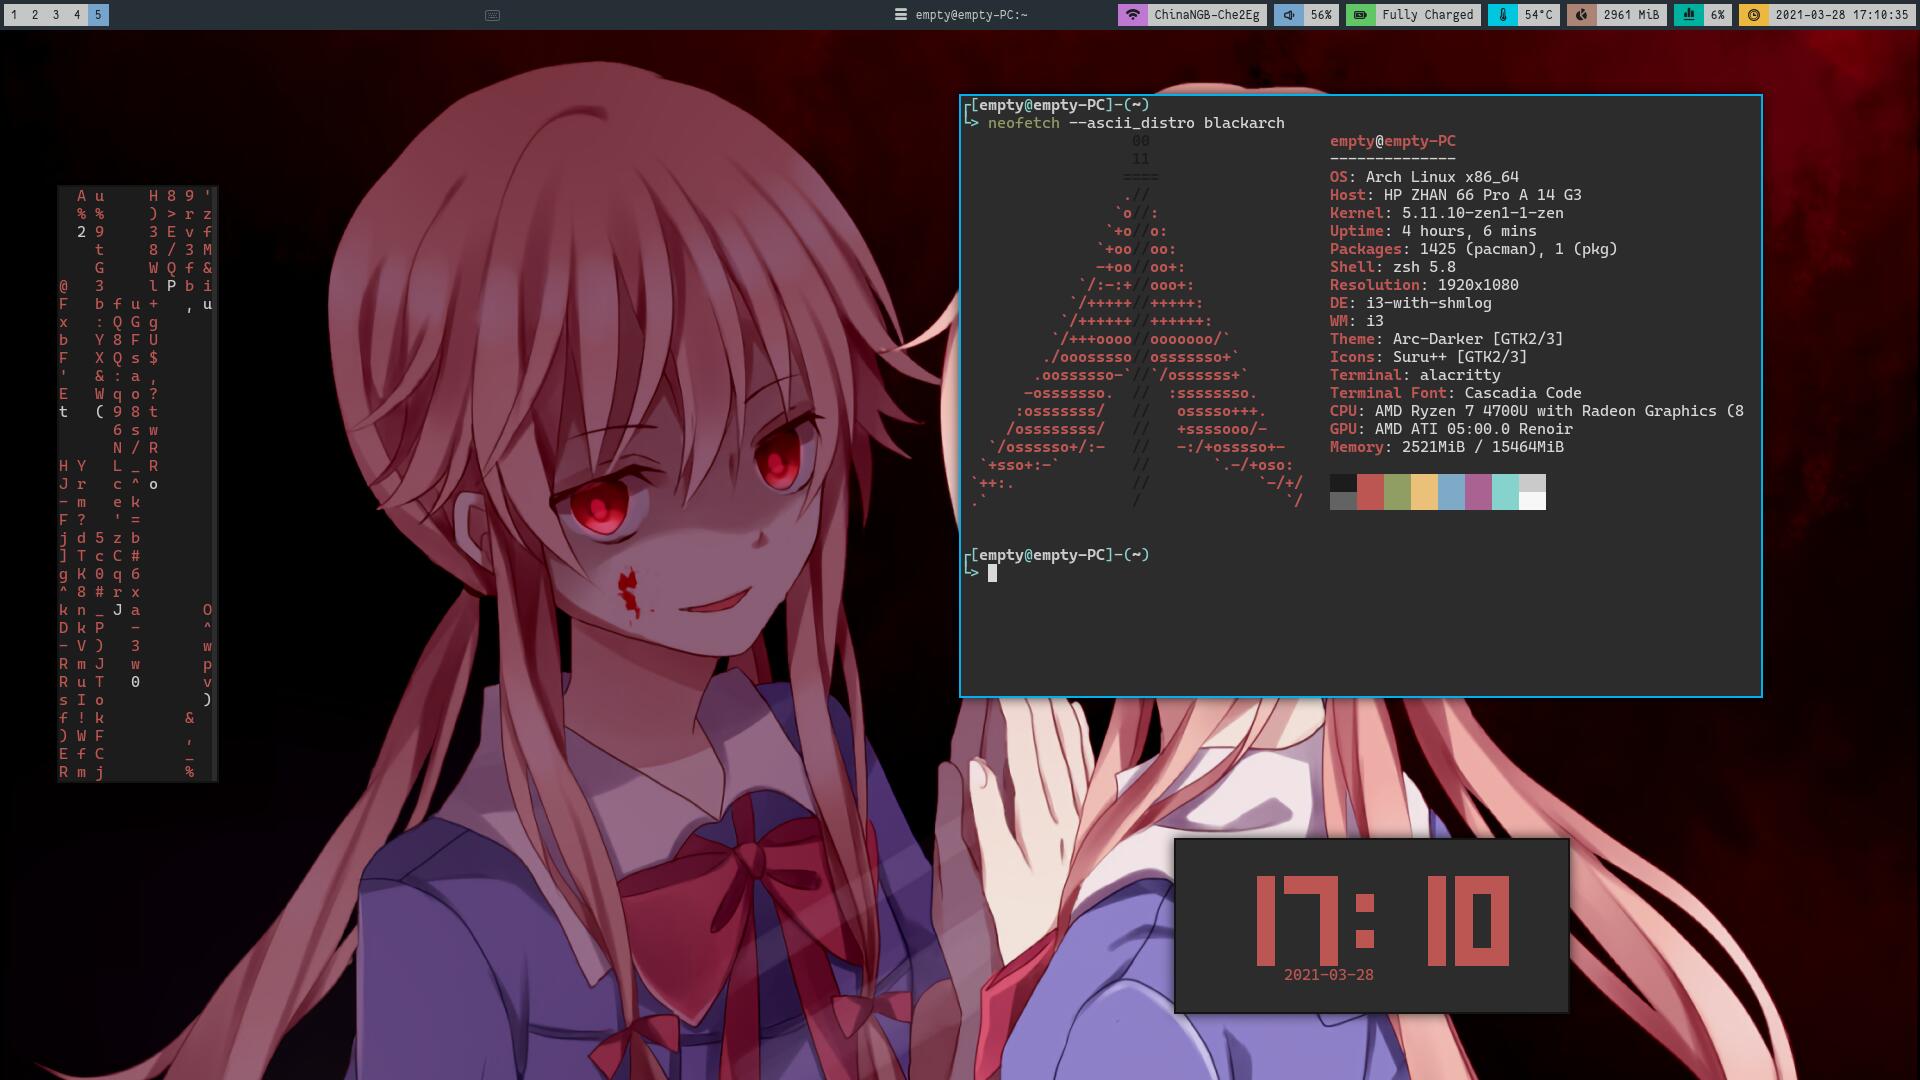 1 2 3 4 5
empty@empty-PC:~
ChinaNGB-Che2Eg
56%
Fully Charged
54°C
2961 MiB
6%
2021-03-28 17:10:35
┌[empty@empty-PC]-(~)
└> neofetch --ascii_distro blackarch
empty@empty-PC
--------------
OS: Arch Linux x86_64
Host: HP ZHAN 66 Pro A 14 G3
Kernel: 5.11.10-zen1-1-zen
Uptime: 4 hours, 6 mins
Packages: 1425 (pacman), 1 (pkg)
Shell: zsh 5.8
Resolution: 1920x1080
DE: i3-with-shmlog
WM: i3
Theme: Arc-Darker [GTK2/3]
Icons: Suru++ [GTK2/3]
Terminal: alacritty
Terminal Font: Cascadia Code
CPU: AMD Ryzen 7 4700U with Radeon Graphics (8
GPU: AMD ATI 05:00.0 Renoir
Memory: 2521MiB / 15464MiB
┌[empty@empty-PC]-(~)
└>
17:10
2021-03-28